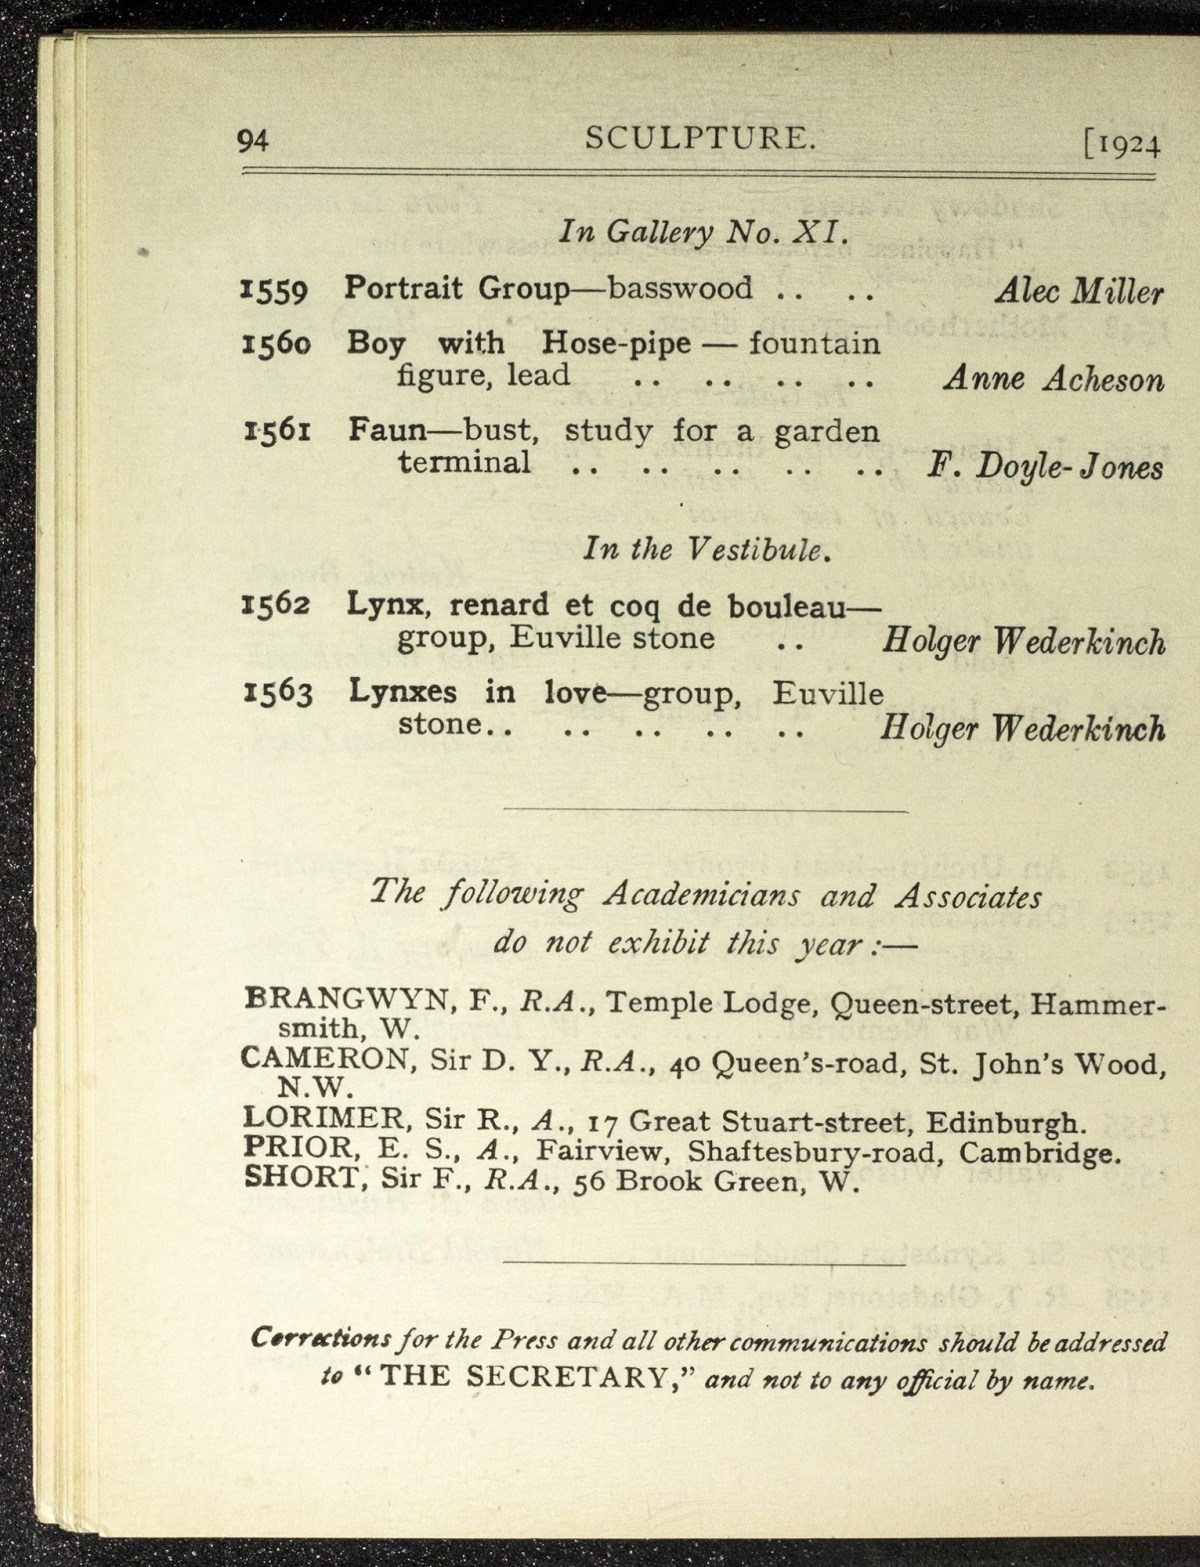 94 SCULPTURE. [1924
In Gallery No. XI.
1559 Portrait Group—basswood .. .. Alec Miller
1560 Boy with Hose-pipe — fountain
figure, lead .. .. .. .. Anne Acheson
1561 Faun—bust, study for a garden
terminal .. .. .. .. .. F. Doyle-Jones
In the Vestibule.
1562 Lynx, renard et coq de bouleau—
group, Euville stone .. Holger Wederkinch
1563 Lynxes in love—group, Euville
stone.. .. .. .. .. Holger Wederkinch
The following Academicians and Associates
do not exhibit this year :—
BRANGWYN, F., R.A., Temple Lodge, Queen-street, Hammer-
smith, W.
CAMERON, Sir D. Y., R.A., 40 Queen's-road, St. John's Wood,
N.W.
LORIMER, Sir R., A., 17 Great Stuart-street, Edinburgh.
PRIOR, E. S., A., Fairview, Shaftesbury-road, Cambridge.
SHORT, Sir F., R.A., 56 Brook Green, W.
Corrections for the Press and all other communications should be addressed
to "THE SECRETARY," and not to any official by name.